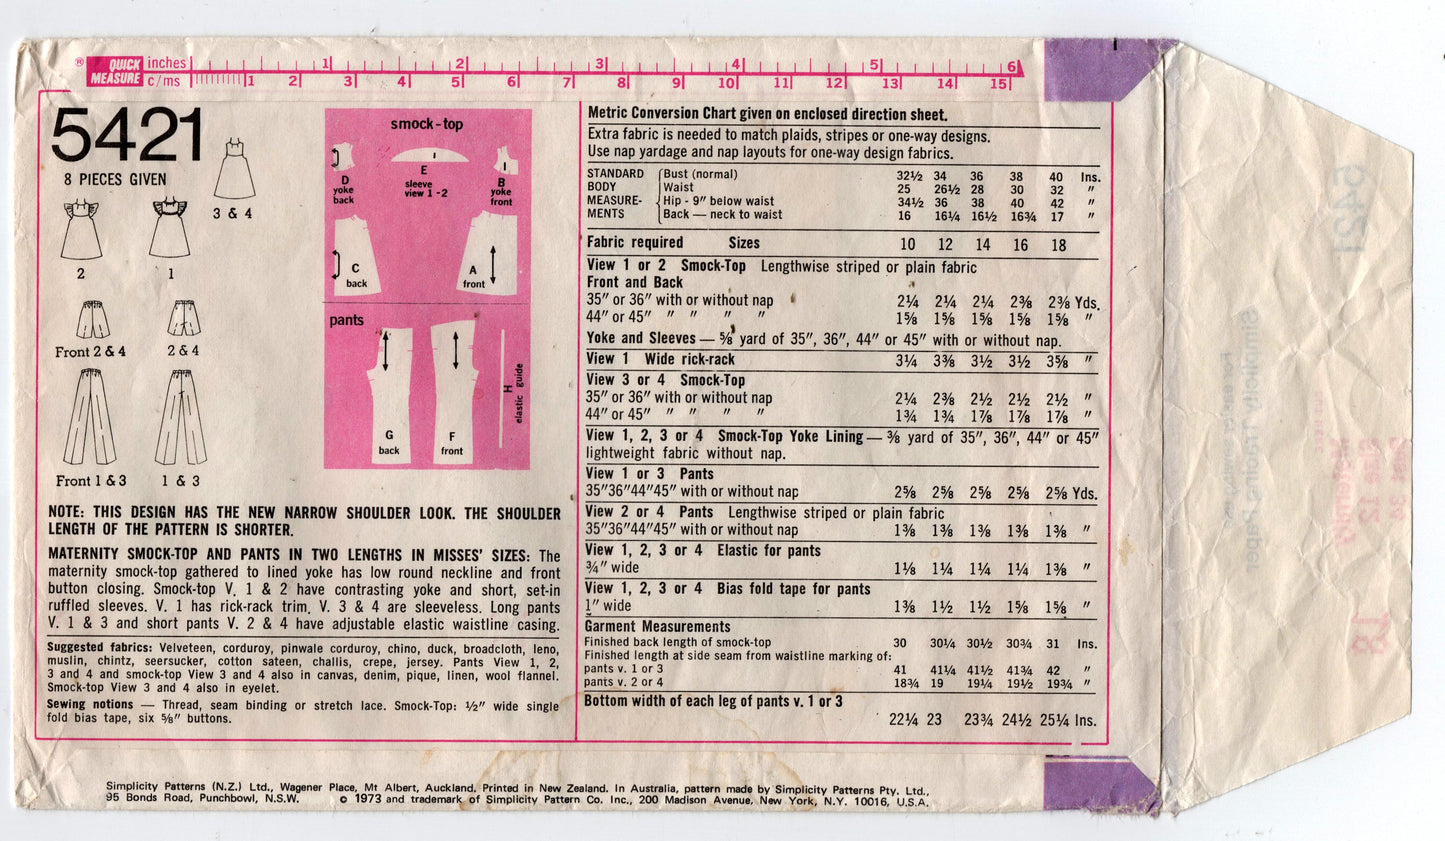 ® QUICK MEASURE
inches 1 2 3 4 5 6
c/ms 1 2 3 4 5 6 7 8 9 10 11 12 13 14 15
5421
8 PIECES GIVEN
3 & 4
2 1
Front 2 & 4 2 & 4
Front 1 & 3 1 & 3
smock-top
D yoke back
E sleeve view 1 -2
B yoke front
C back
A front
pants
G back
F front
H elastic guide
NOTE: THIS DESIGN HAS THE NEW NARROW SHOULDER LOOK. THE SHOULDER
LENGTH OF THE PATTERN IS SHORTER.
MATERNITY SMOCK-TOP AND PANTS IN TWO LENGTHS IN MISSES' SIZES: The
maternity smock-top gathered to lined yoke has low round neckline and front
button closing. Smock-top V. 1 & 2 have contrasting yoke and short, set-in
ruffled sleeves. V. 1 has rick-rack trim. V. 3 & 4 are sleeveless. Long pants
V. 1 & 3 and short pants V. 2 & 4 have adjustable elastic waistline casing.
Suggested fabrics: Velveteen, corduroy, pinwale corduroy, chino, duck, broadcloth, leno,
muslin, chintz, seersucker, cotton sateen, challis, crepe, jersey. Pants View 1, 2,
3 and 4 and smock-top View 3 and 4 also in canvas, denim, pique, linen, wool flannel.
Smock-top View 3 and 4 also in eyelet.
Sewing notions — Thread, seam binding or stretch lace. Smock-Top: ½" wide single
fold bias tape, six ⅝" buttons.
Metric Conversion Chart given on enclosed direction sheet.
Extra fabric is needed to match plaids, stripes or one-way designs.
Use nap yardage and nap layouts for one-way design fabrics.
STANDARD Bust (normal) 32½ 34 36 38 40 Ins.
BODY Waist 25 26½ 28 30 32 "
MEASURE- Hip - 9" below waist 34½ 36 38 40 42 "
MENTS Back — neck to waist 16 16¼ 16½ 16¾ 17 "
Fabric required Sizes 10 12 14 16 18
View 1 or 2 Smock-Top Lengthwise striped or plain fabric
Front and Back
35" or 36" with or without nap 2¼ 2¼ 2¼ 2⅜ 2⅜ Yds.
44" or 45" " " " " 1⅝ 1⅝ 1⅝ 1⅝ 1⅝ "
Yoke and Sleeves — ⅝ yard of 35", 36", 44" or 45" with or without nap.
View 1 Wide rick-rack 3¼ 3⅜ 3½ 3½ 3⅝ "
View 3 or 4 Smock-Top
35" or 36" with or without nap 2¼ 2⅜ 2½ 2½ 2½ "
44" or 45" " " " " 1¾ 1¾ 1⅞ 1⅞ 1⅞ "
View 1, 2, 3 or 4 Smock-Top Yoke Lining — ⅜ yard of 35", 36", 44" or 45"
lightweight fabric without nap.
View 1 or 3 Pants
35"36"44"45" with or without nap 2⅝ 2⅝ 2⅝ 2⅝ 2⅝ Yds.
View 2 or 4 Pants Lengthwise striped or plain fabric
35"36"44"45" with or without nap 1⅜ 1⅜ 1⅜ 1⅜ 1⅜ "
View 1, 2, 3 or 4 Elastic for pants
¾" wide 1⅛ 1¼ 1¼ 1¼ 1⅜ "
View 1, 2, 3 or 4 Bias fold tape for pants
1" wide 1⅜ 1½ 1½ 1⅝ 1⅝ "
Garment Measurements
Finished back length of smock-top 30 30¼ 30½ 30¾ 31 Ins.
Finished length at side seam from waistline marking of:
pants v. 1 or 3 41 41¼ 41½ 41¾ 42 "
pants v. 2 or 4 18¾ 19 19¼ 19½ 19¾ "
Bottom width of each leg of pants v. 1 or 3
22¼ 23 23¾ 24½ 25¼ Ins.
Simplicity Patterns (N.Z.) Ltd., Wagener Place, Mt Albert, Auckland. Printed in New Zealand. In Australia, pattern made by Simplicity Patterns Pty. Ltd.,
95 Bonds Road, Punchbowl, N.S.W. © 1973 and trademark of Simplicity Pattern Co. Inc., 200 Madison Avenue, New York, N.Y. 10016, U.S.A.
5421
Simplicity Tracing Paper